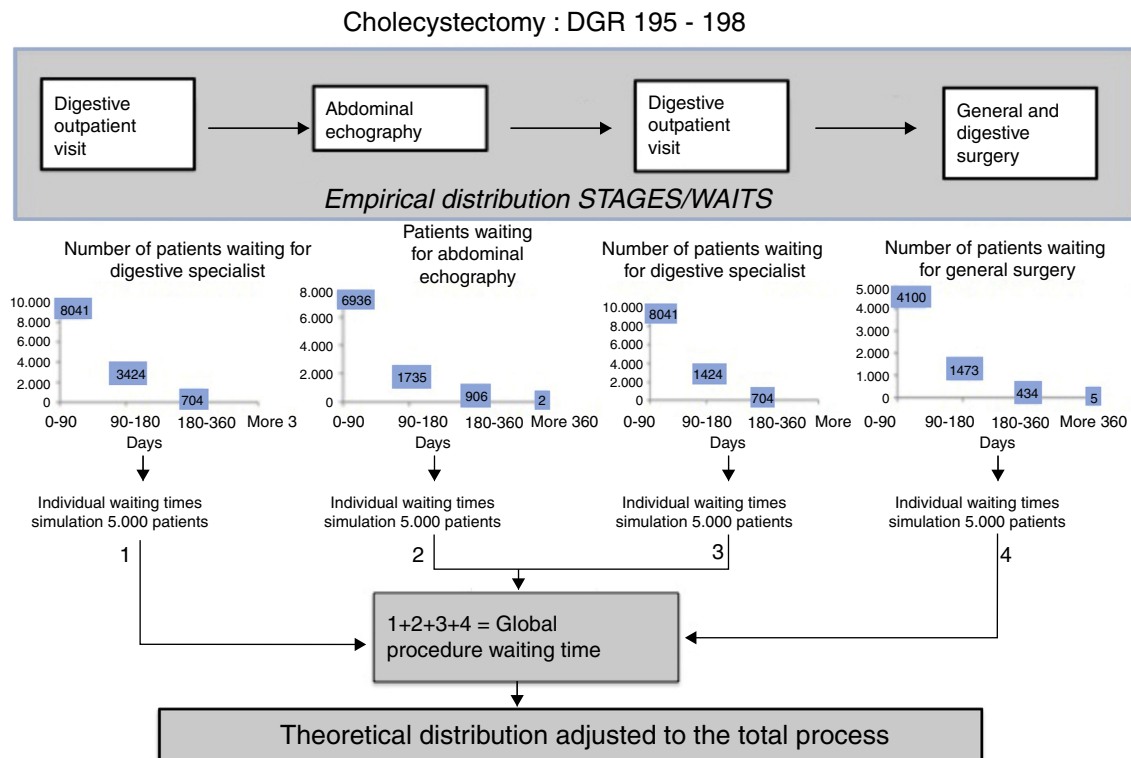 Cholecystectomy : DGR 195 - 198
Digestive
outpatient
visit
Abdominal
echography
Digestive
outpatient
visit
General and
digestive
surgery
Empirical distribution STAGES/WAITS
Number of patients waiting for
digestive specialist
10.000
8.000
6.000
4.000
2.000
0
8041
3424
704
0-90
90-180
180-360
More 3
Days
Patients waiting
for abdominal
echography
8.000
6.000
4.000
2.000
0
6936
1735
906
2
0-90
90-180
180-360
More 360
Number of patients waiting
for digestive specialist
10.000
8.000
6.000
4.000
2.000
0
8041
1424
704
0-90
90-180
180-360
More
Days
Number of patients waiting
for general surgery
5.000
4.000
3.000
2.000
1.000
0
4100
1473
434
5
0-90
90-180
180-360
More 360
Days
Individual waiting times
simulation 5.000 patients
1
Individual waiting times
simulation 5.000 patients
2
Individual waiting times
simulation 5.000 patients
3
Individual waiting times
simulation 5.000 patients
4
1+2+3+4 = Global
procedure waiting time
Theoretical distribution adjusted to the total process